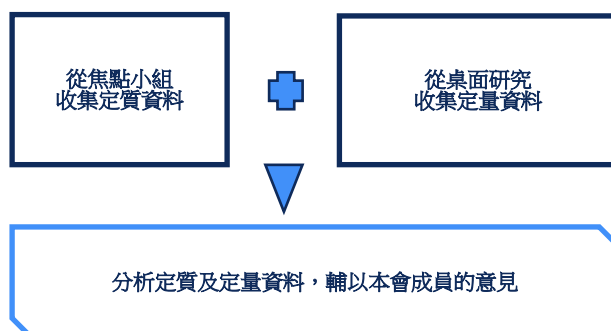 從焦點小組
收集定質資料
從桌面研究
收集定量資料
分析定質及定量資料，輔以本會成員的意見